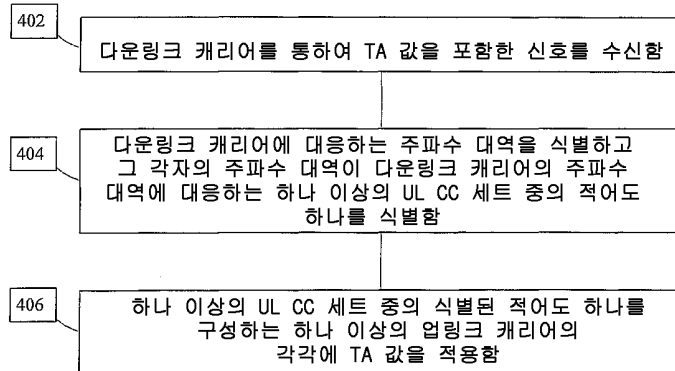 402
다운링크 캐리어를 통하여 TA 값을 포함한 신호를 수신함
404
다운링크 캐리어에 대응하는 주파수 대역을 식별하고
그 각자의 주파수 대역이 다운링크 캐리어의 주파수
대역에 대응하는 하나 이상의 UL CC 세트 중의 적어도
하나를 식별함
406
하나 이상의 UL CC 세트 중의 식별된 적어도 하나를
구성하는 하나 이상의 업링크 캐리어의
각각에 TA 값을 적용함